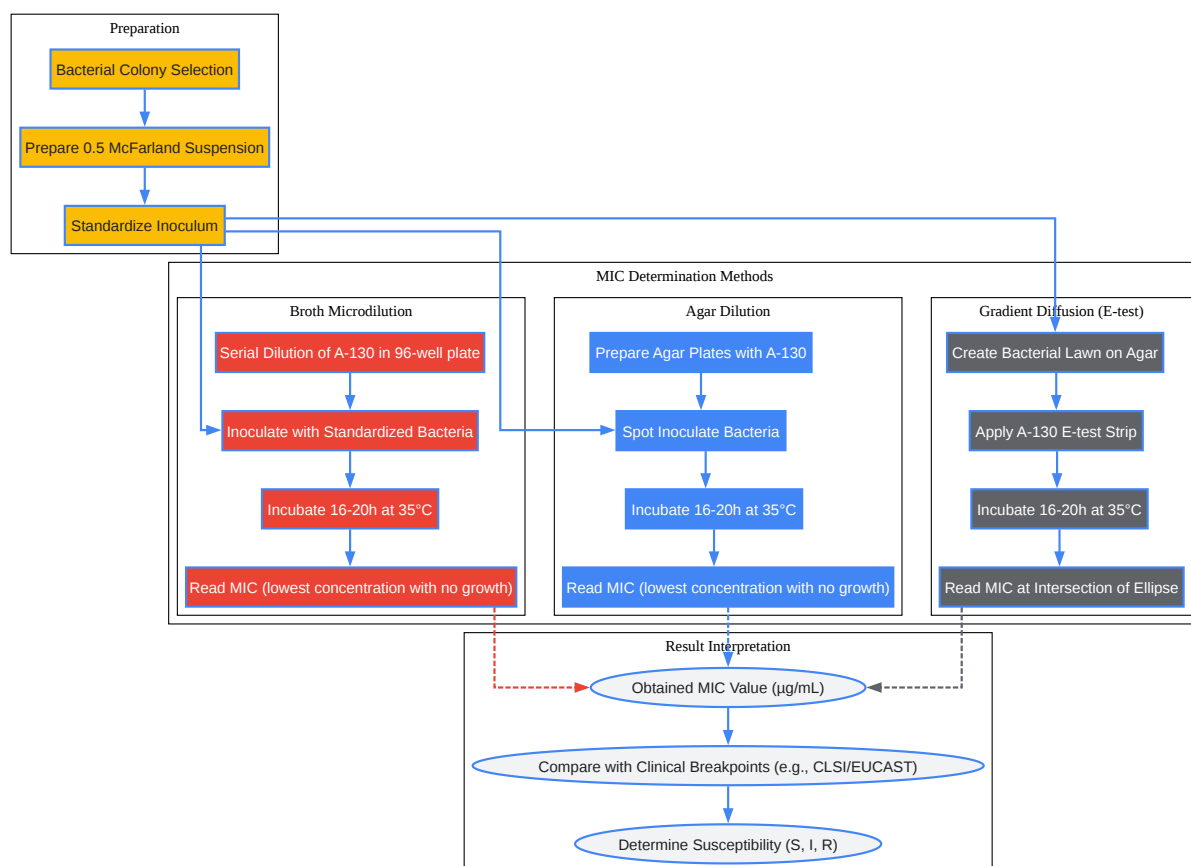 Preparation
Bacterial Colony Selection
Prepare 0.5 McFarland Suspension
Standardize Inoculum
MIC Determination Methods
Broth Microdilution
Serial Dilution of A-130 in 96-well plate
Inoculate with Standardized Bacteria
Incubate 16-20h at 35°C
Read MIC (lowest concentration with no growth)
Agar Dilution
Prepare Agar Plates with A-130
Spot Inoculate Bacteria
Incubate 16-20h at 35°C
Read MIC (lowest concentration with no growth)
Gradient Diffusion (E-test)
Create Bacterial Lawn on Agar
Apply A-130 E-test Strip
Incubate 16-20h at 35°C
Read MIC at Intersection of Ellipse
Result Interpretation
Obtained MIC Value (µg/mL)
Compare with Clinical Breakpoints (e.g., CLSI/EUCAST)
Determine Susceptibility (S, I, R)